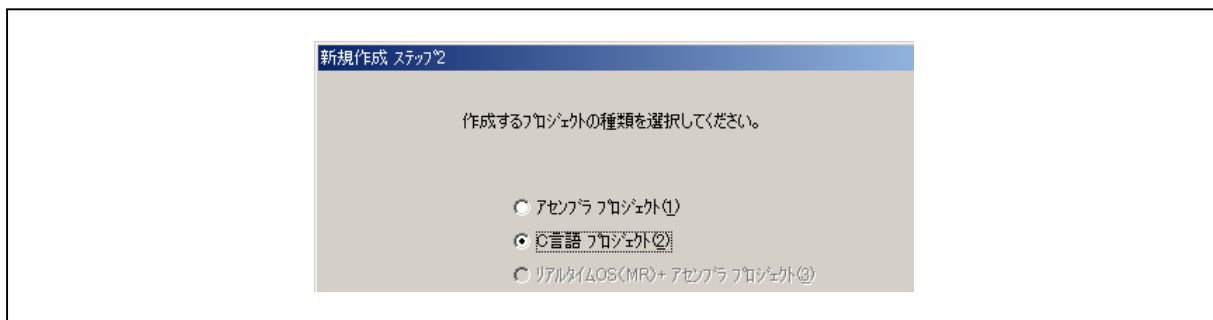 新規作成 ステップ2
作成するプロジェクトの種類を選択してください。
アセンブラ プロジェクト(1)
C言語 プロジェクト(2)
リアルタイムOS(MR)+ アセンブラ プロジェクト(3)